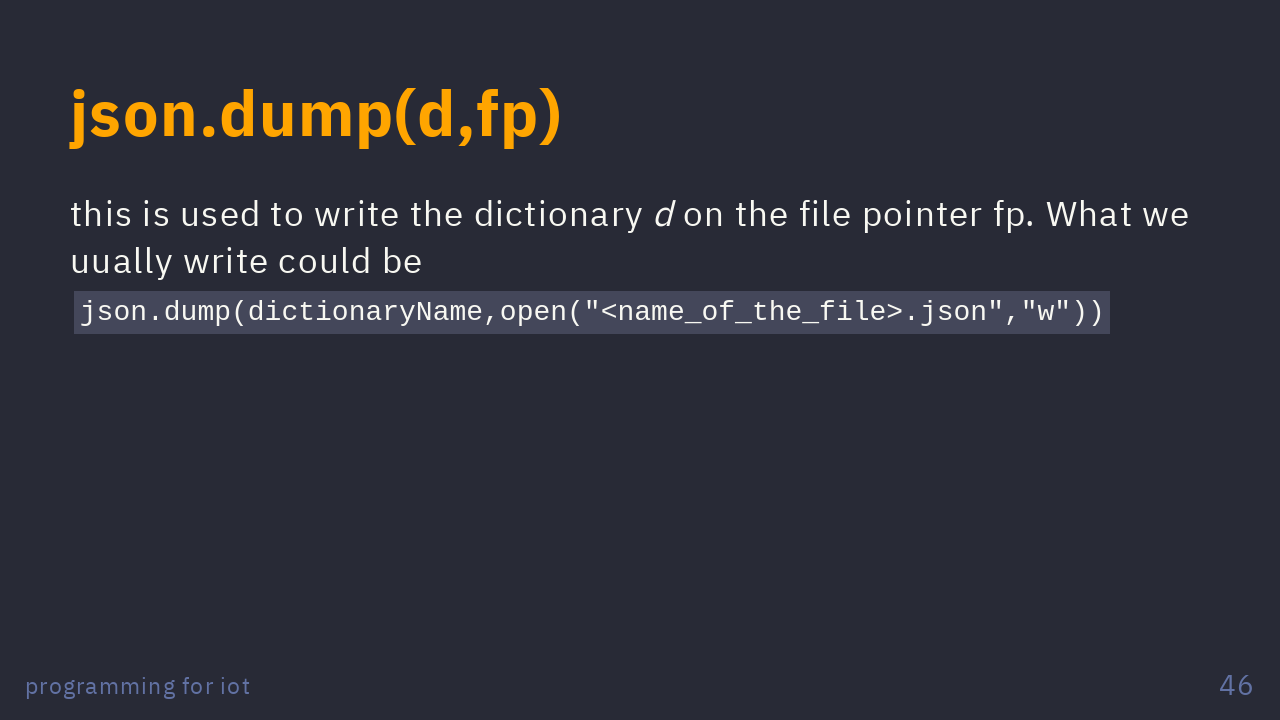 json.dump(d,fp)
this is used to write the dictionary d on the file pointer fp. What we
uually write could be
json.dump(dictionaryName,open("<name_of_the_file>.json","w"))
programming for iot
46